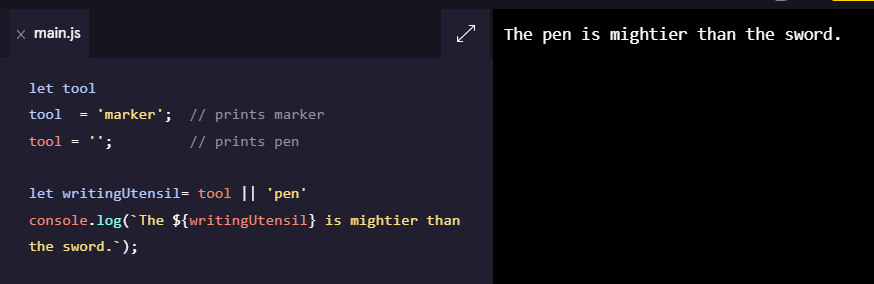 × main.js
The pen is mightier than the sword.
let tool
tool  = 'marker';  // prints marker
tool = '';         // prints pen
let writingUtensil= tool || 'pen'
console.log(`The ${writingUtensil} is mightier than
the sword.`);